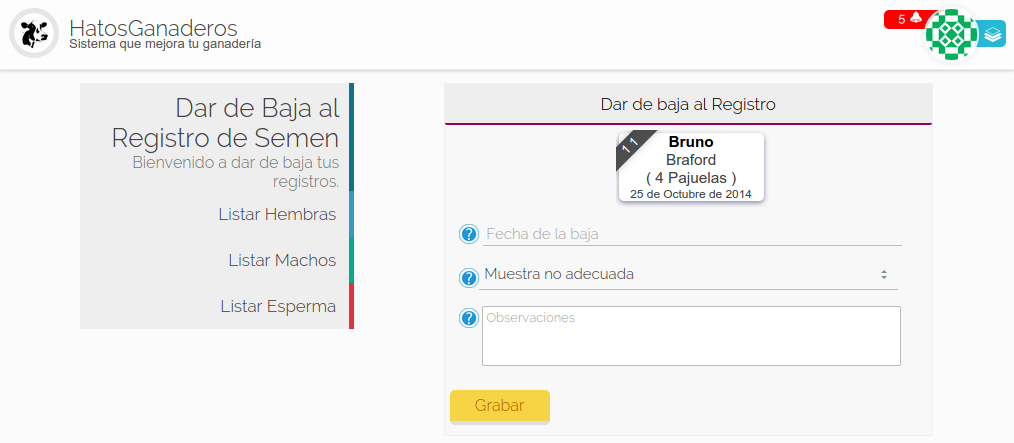 HatosGanaderos
Sistema que mejora tu ganadería
5
Dar de Baja al
Registro de Semen
Bienvenido a dar de baja tus
registros.
Listar Hembras
Listar Machos
Listar Esperma
Dar de baja al Registro
11
Bruno
Braford
( 4 Pajuelas )
25 de Octubre de 2014
? Fecha de la baja
? Muestra no adecuada
? Observaciones
Grabar